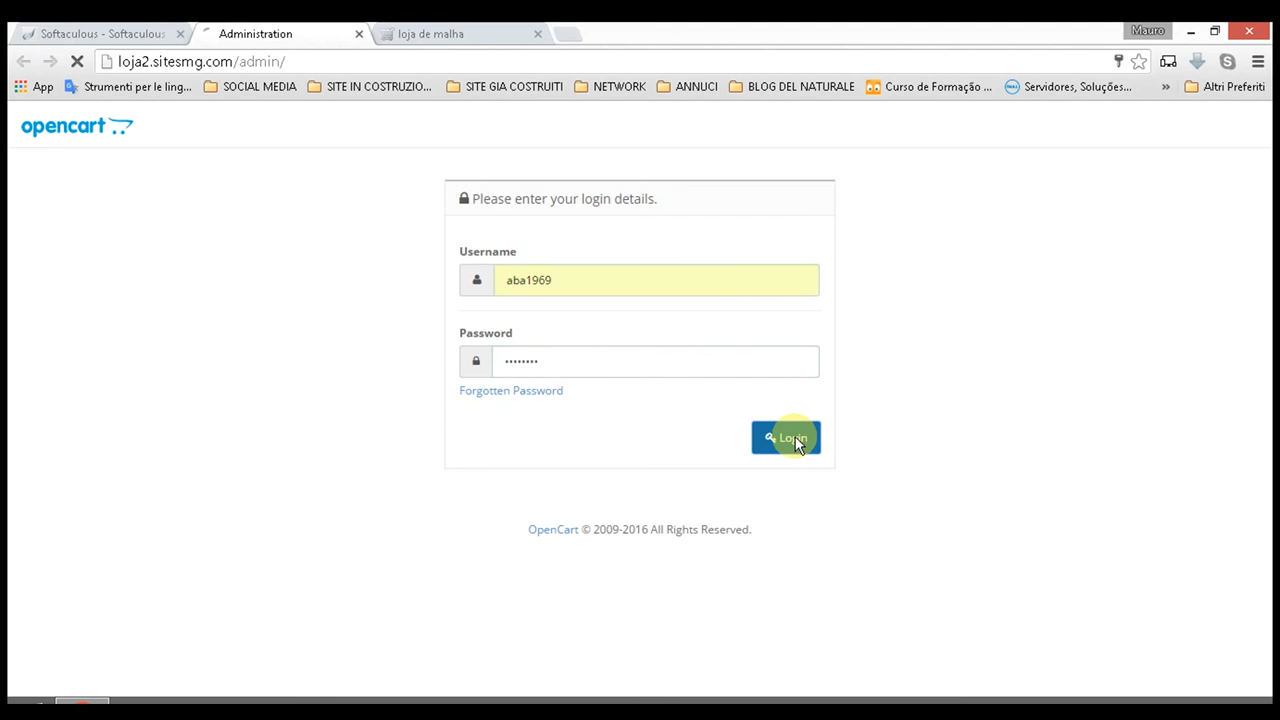 Softaculous - Softaculous
Administration
loja de malha
Mauro
loja2.sitesmg.com/admin/
App
Strumenti per le ling...
SOCIAL MEDIA
SITE IN COSTRUZIO...
SITE GIA COSTRUITI
NETWORK
ANNUCI
BLOG DEL NATURALE
Curso de Formação ...
Servidores, Soluções...
Altri Preferiti
opencart
Please enter your login details.
Username
aba1969
Password
••••••••
Forgotten Password
Login
OpenCart © 2009-2016 All Rights Reserved.